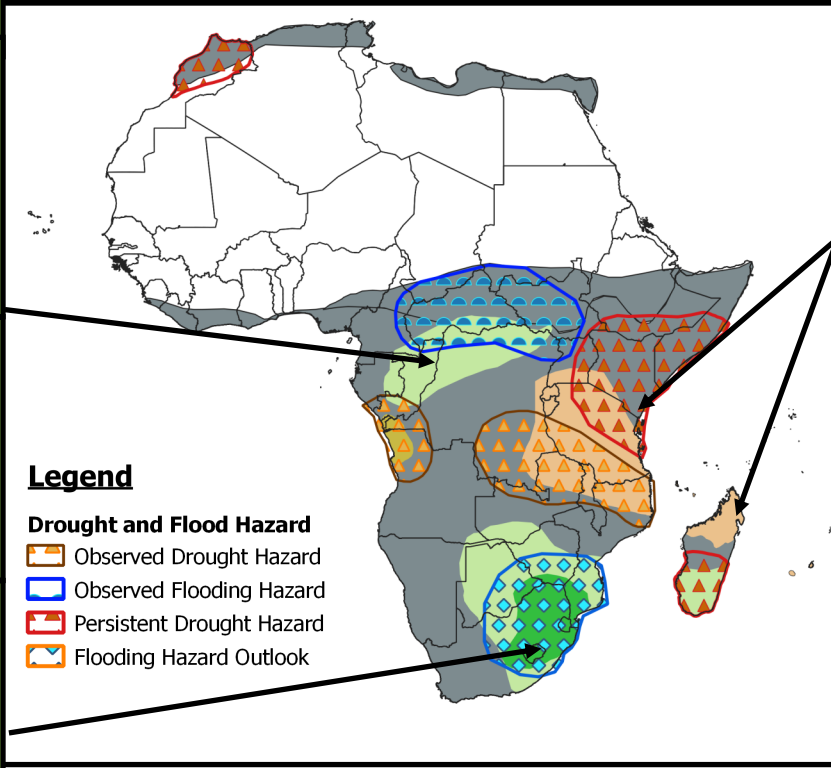 Legend
Drought and Flood Hazard
Observed Drought Hazard
Observed Flooding Hazard
Persistent Drought Hazard
Flooding Hazard Outlook